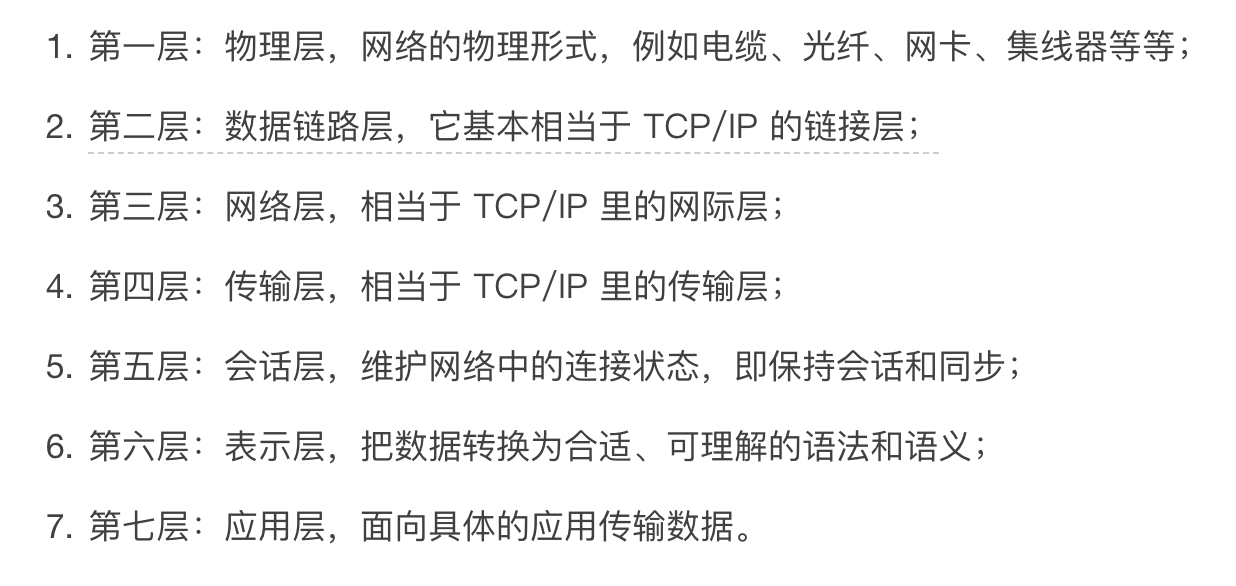 1. 第一层：物理层，网络的物理形式，例如电缆、光纤、网卡、集线器等等；
2. 第二层：数据链路层，它基本相当于 TCP/IP 的链接层；
3. 第三层：网络层，相当于 TCP/IP 里的网际层；
4. 第四层：传输层，相当于 TCP/IP 里的传输层；
5. 第五层：会话层，维护网络中的连接状态，即保持会话和同步；
6. 第六层：表示层，把数据转换为合适、可理解的语法和语义；
7. 第七层：应用层，面向具体的应用传输数据。